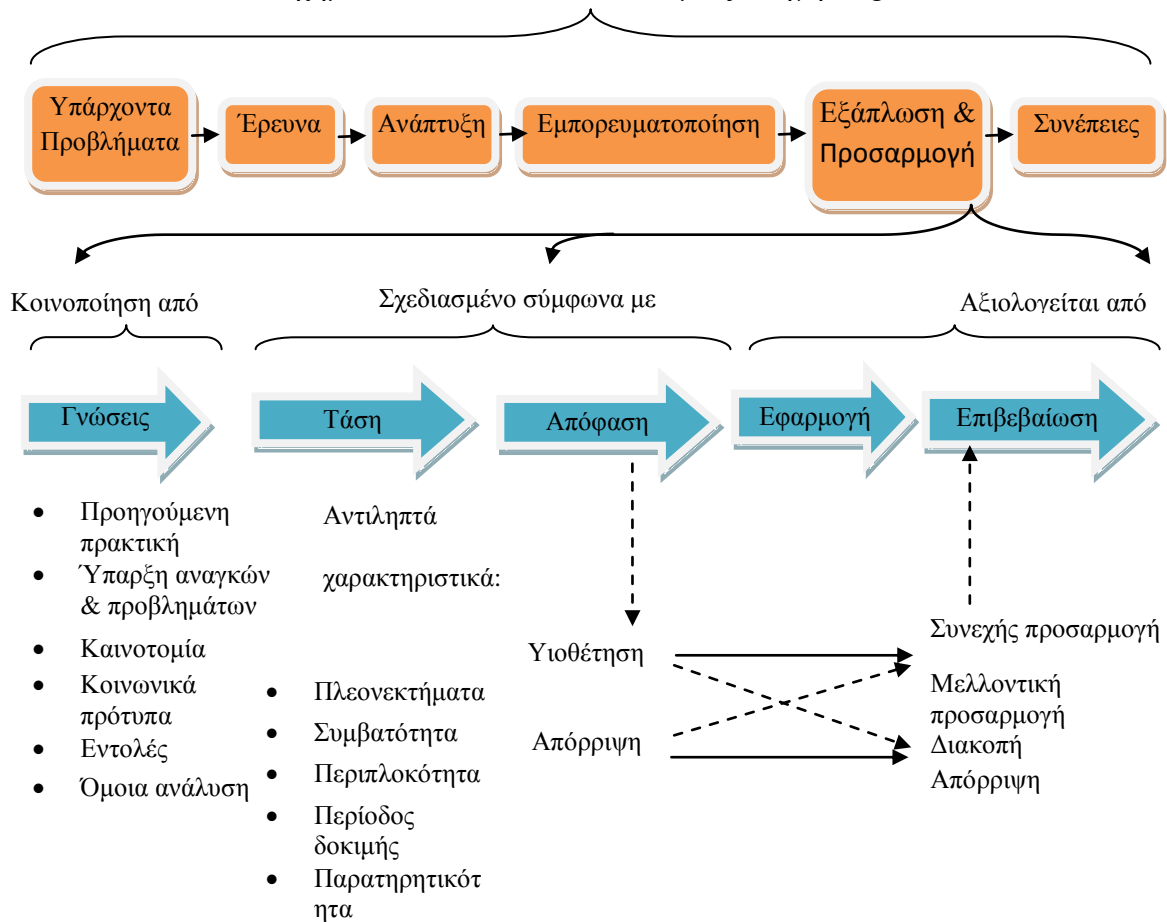 Υπάρχοντα
Προβλήματα
Έρευνα
Ανάπτυξη
Εμπορευματοποίηση
Εξάπλωση &
Προσαρμογή
Συνέπειες
Κοινοποίηση από
Σχεδιασμένο σύμφωνα με
Αξιολογείται από
Γνώσεις
Τάση
Απόφαση
Εφαρμογή
Επιβεβαίωση
• Προηγούμενη
πρακτική
• Ύπαρξη αναγκών
& προβλημάτων
• Καινοτομία
• Κοινωνικά
πρότυπα
• Εντολές
• Όμοια ανάλυση
Αντιληπτά
χαρακτηριστικά:
• Πλεονεκτήματα
• Συμβατότητα
• Περιπλοκότητα
• Περίοδος
δοκιμής
• Παρατηρητικότ
ητα
Υιοθέτηση
Απόρριψη
Συνεχής προσαρμογή
Μελλοντική
προσαρμογή
Διακοπή
Απόρριψη